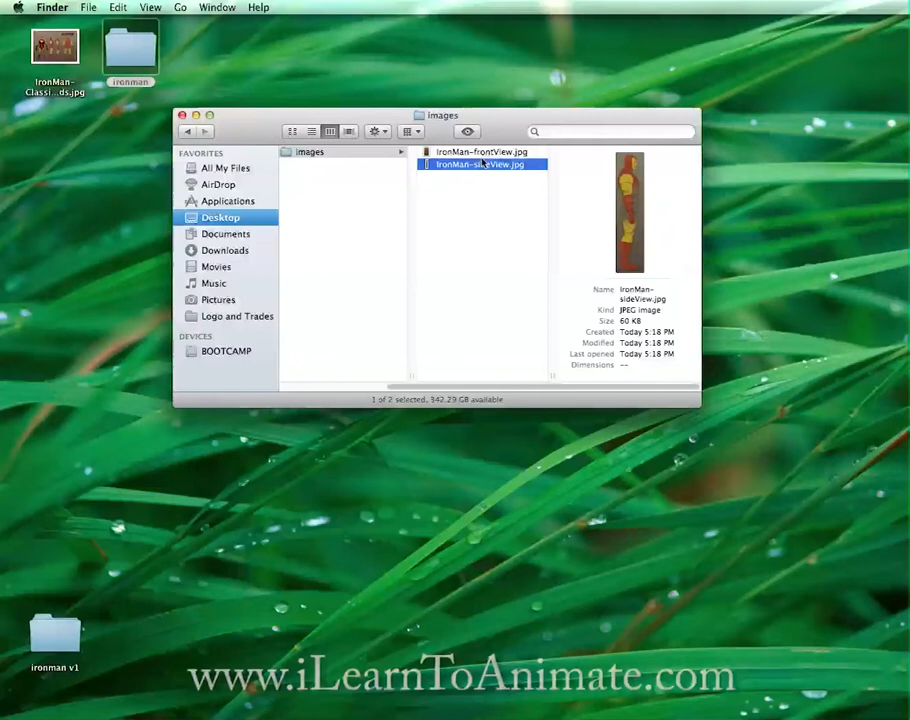 Finder File Edit View Go Window Help
IronMan-
Classi...ds.jpg
ironman
Images
FAVORITES
All My Files
AirDrop
Applications
Desktop
Documents
Downloads
Movies
Music
Pictures
Logo and Trades
DEVICES
BOOTCAMP
Images
IronMan-frontView.jpg
IronMan-sideView.jpg
Name IronMan-
sideView.jpg
Kind JPEG image
Size 60 KB
Created Today 5:18 PM
Modified Today 5:18 PM
Last opened Today 5:18 PM
Dimensions --
1 of 2 selected, 342.29 GB available
ironman v1
www.iLearnToAnimate.com